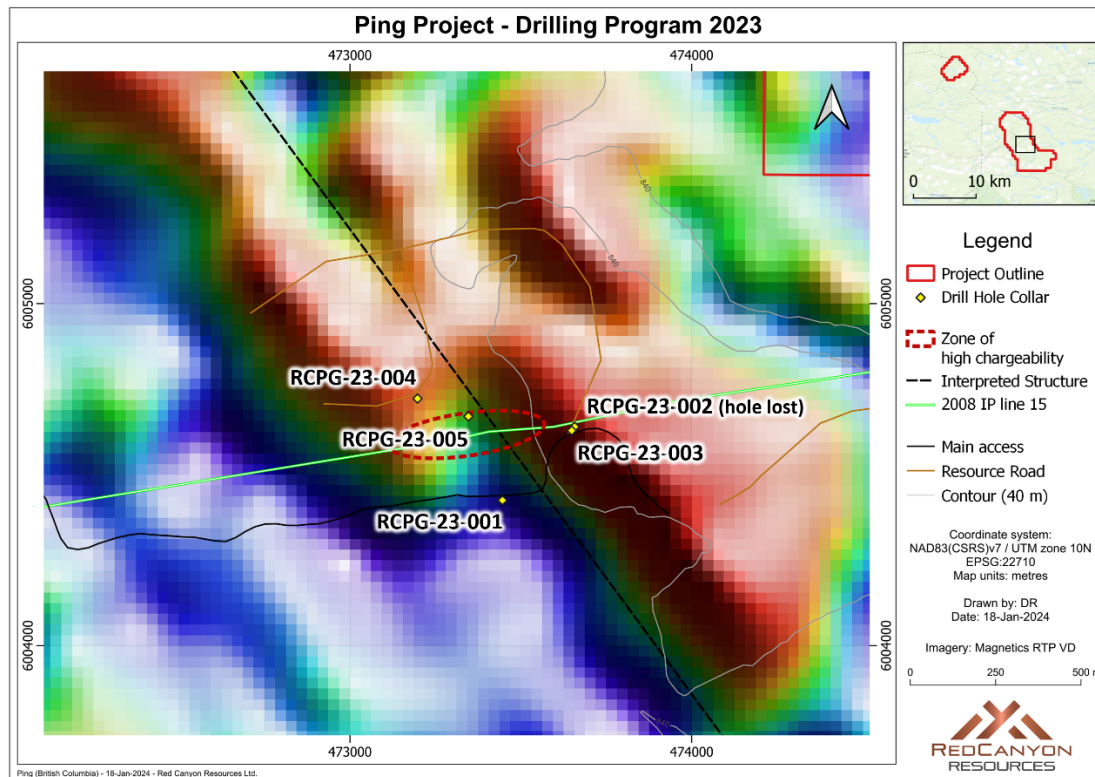 Ping Project - Drilling Program 2023
473000
474000
6005000
6005000
6004000
6004000
840
840
840
840
RCPG-23-004
RCPG-23-002 (hole lost)
RCPG-23-005
RCPG-23-003
RCPG-23-001
473000
474000
0 10 km
Legend
Project Outline
Drill Hole Collar
Zone of
high chargeability
Interpreted Structure
2008 IP line 15
Main access
Resource Road
Contour (40 m)
Coordinate system:
NAD83(CSRS)v7 / UTM zone 10N
EPSG:22710
Map units: metres
Drawn by: DR
Date: 18-Jan-2024
Imagery: Magnetics RTP VD
0 250 500 m
REDCANYON
RESOURCES
Ping (British Columbia) - 18-Jan-2024 - Red Canyon Resources Ltd.